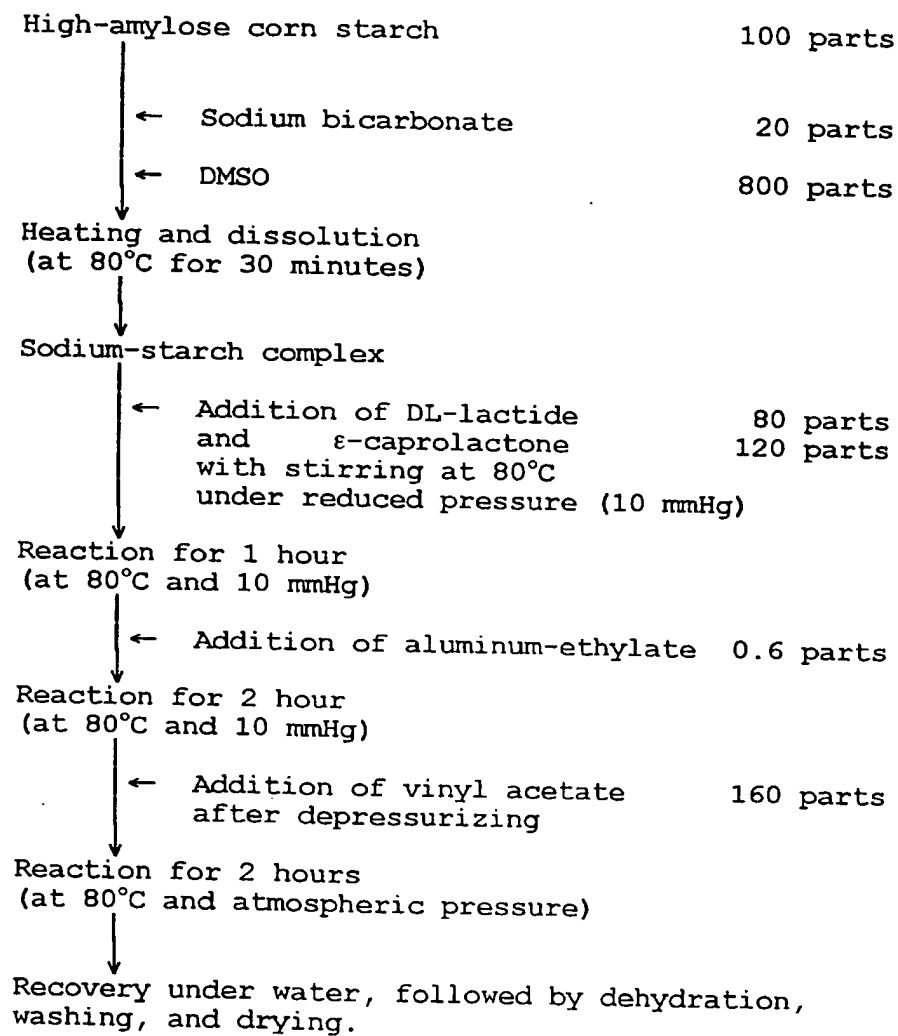 High-amylose corn starch 100 parts
← Sodium bicarbonate 20 parts
← DMSO 800 parts
Heating and dissolution
(at 80°C for 30 minutes)
Sodium-starch complex
← Addition of DL-lactide 80 parts
and ε-caprolactone 120 parts
with stirring at 80°C
under reduced pressure (10 mmHg)
Reaction for 1 hour
(at 80°C and 10 mmHg)
← Addition of aluminum-ethylate 0.6 parts
Reaction for 2 hour
(at 80°C and 10 mmHg)
← Addition of vinyl acetate 160 parts
after depressurizing
Reaction for 2 hours
(at 80°C and atmospheric pressure)
Recovery under water, followed by dehydration,
washing, and drying.